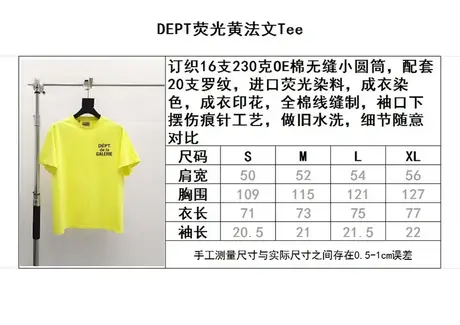 DEPT荧光黄法文Tee
订织16支230克OE棉无缝小圆筒，配套
20支罗纹，进口荧光染料，成衣染
色，成衣印花，全棉线缝制，袖口下
摆伤痕针工艺，做旧水洗，细节随意
对比
尺码 S M L XL
肩宽 50 52 54 56
胸围 109 115 121 127
衣长 71 73 75 77
袖长 20.5 21 21.5 22
手工测量尺寸与实际尺寸之间存在0.5-1cm误差
DEPT.
de la
GALERIE